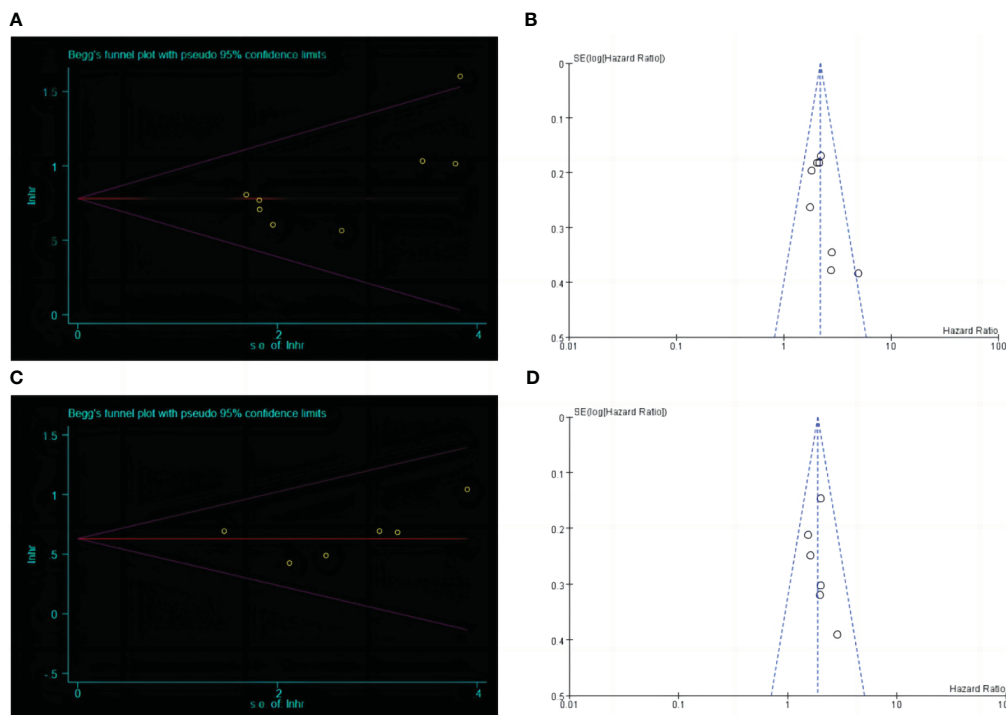 A
Begg's funnel plot with pseudo 95% confidence limits
1.5
1
.5
0
lnhr
0
2
.4
s.e. of: lnhr
B
SE(log[Hazard Ratio])
0
0.1
0.2
0.3
0.4
0.5
0.01
0.1
1
10
100
Hazard Ratio
C
Begg's funnel plot with pseudo 95% confidence limits
1.5
1
.5
0
-.5
lnhr
0
2
4
s.e. of: lnhr
D
SE(log[Hazard Ratio])
0
0.1
0.2
0.3
0.4
0.5
0.01
0.1
1
10
Hazard Ratio